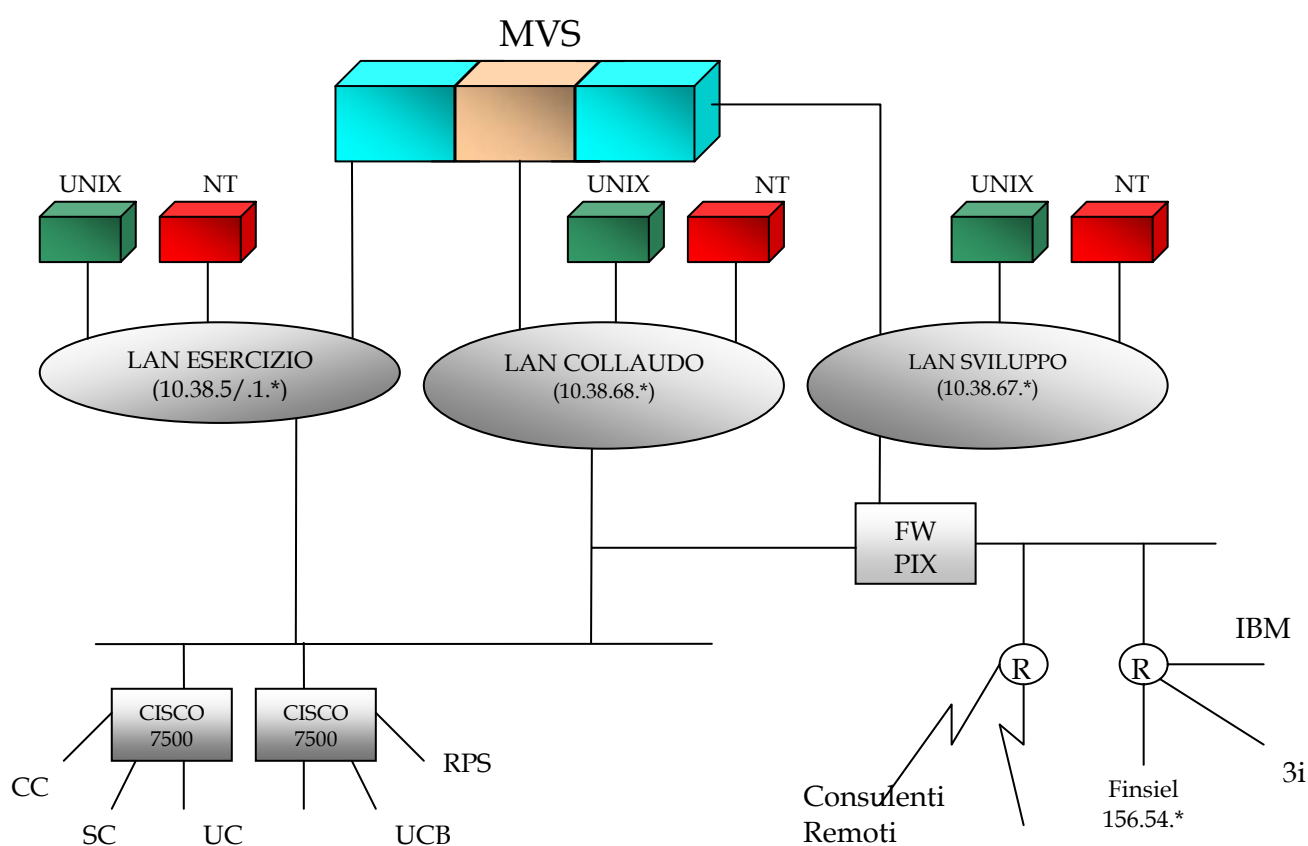 MVS
UNIX
NT
UNIX
NT
UNIX
NT
LAN ESERCIZIO
(10.38.5/.1.*)
LAN COLLAUDO
(10.38.68.*)
LAN SVILUPPO
(10.38.67.*)
FW
PIX
IBM
R
R
CISCO
7500
CISCO
7500
RPS
CC
3i
Consulenti
Remoti
Finsiel
156.54.*
SC
UC
UCB